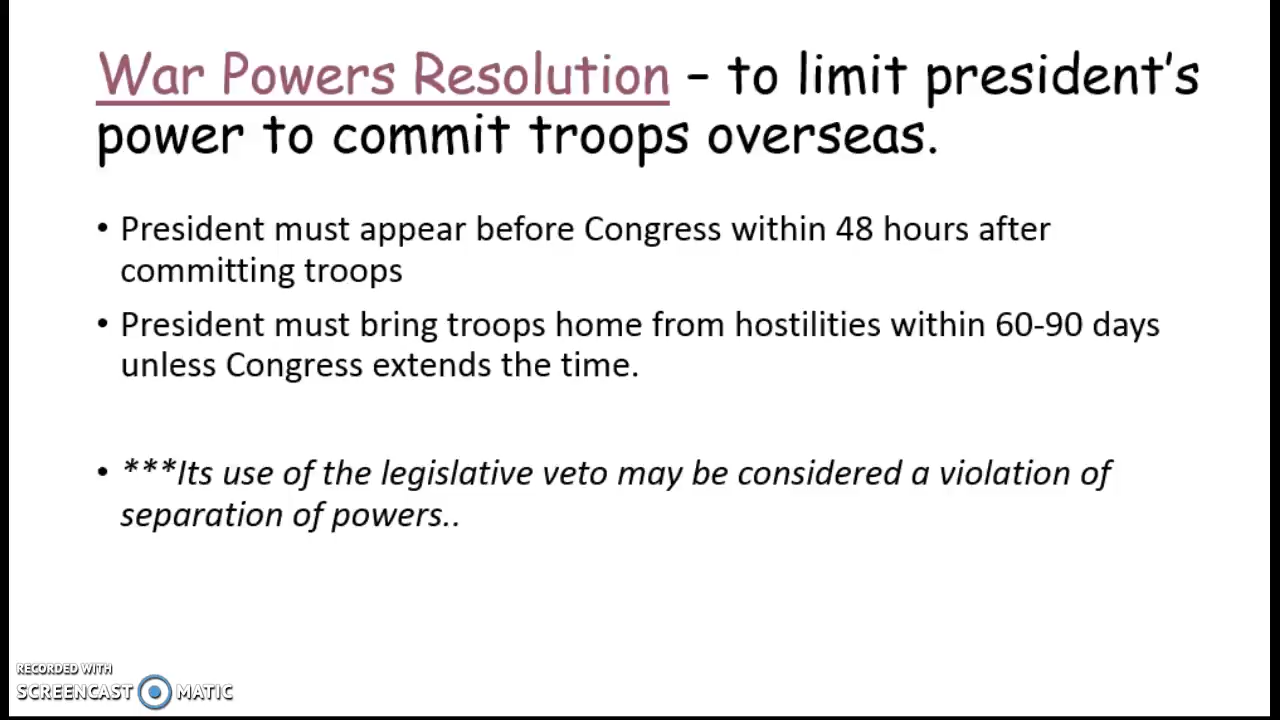 War Powers Resolution – to limit president’s
power to commit troops overseas.
• President must appear before Congress within 48 hours after
committing troops
• President must bring troops home from hostilities within 60-90 days
unless Congress extends the time.
• ***Its use of the legislative veto may be considered a violation of
separation of powers..
RECORDED WITH
SCREENCAST MATIC